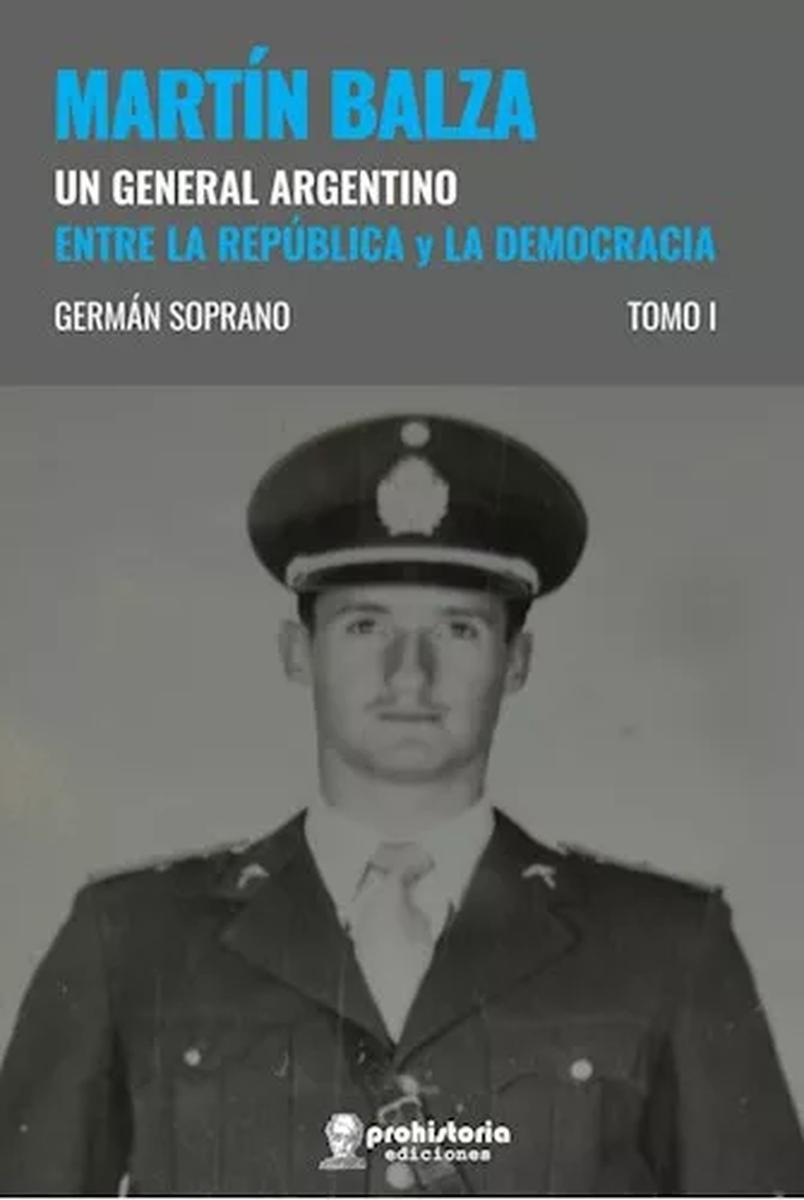 MARTÍN BALZA
UN GENERAL ARGENTINO
ENTRE LA REPÚBLICA y LA DEMOCRACIA
GERMÁN SOPRANO TOMO I
prohistoria
ediciones